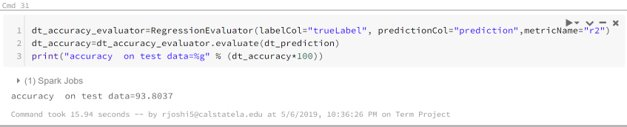 Cmd 31
1 dt_accuracy_evaluator=RegressionEvaluator(labelCol="trueLabel", predictionCol="prediction",metricName="r2")
2 dt_accuracy=dt_accuracy_evaluator.evaluate(dt_prediction)
3 print("accuracy  on test data=%g" % (dt_accuracy*100))
(1) Spark Jobs
accuracy  on test data=93.8037
Command took 15.94 seconds -- by rjoshi5@calstatela.edu at 5/6/2019, 10:36:26 PM on Term Project